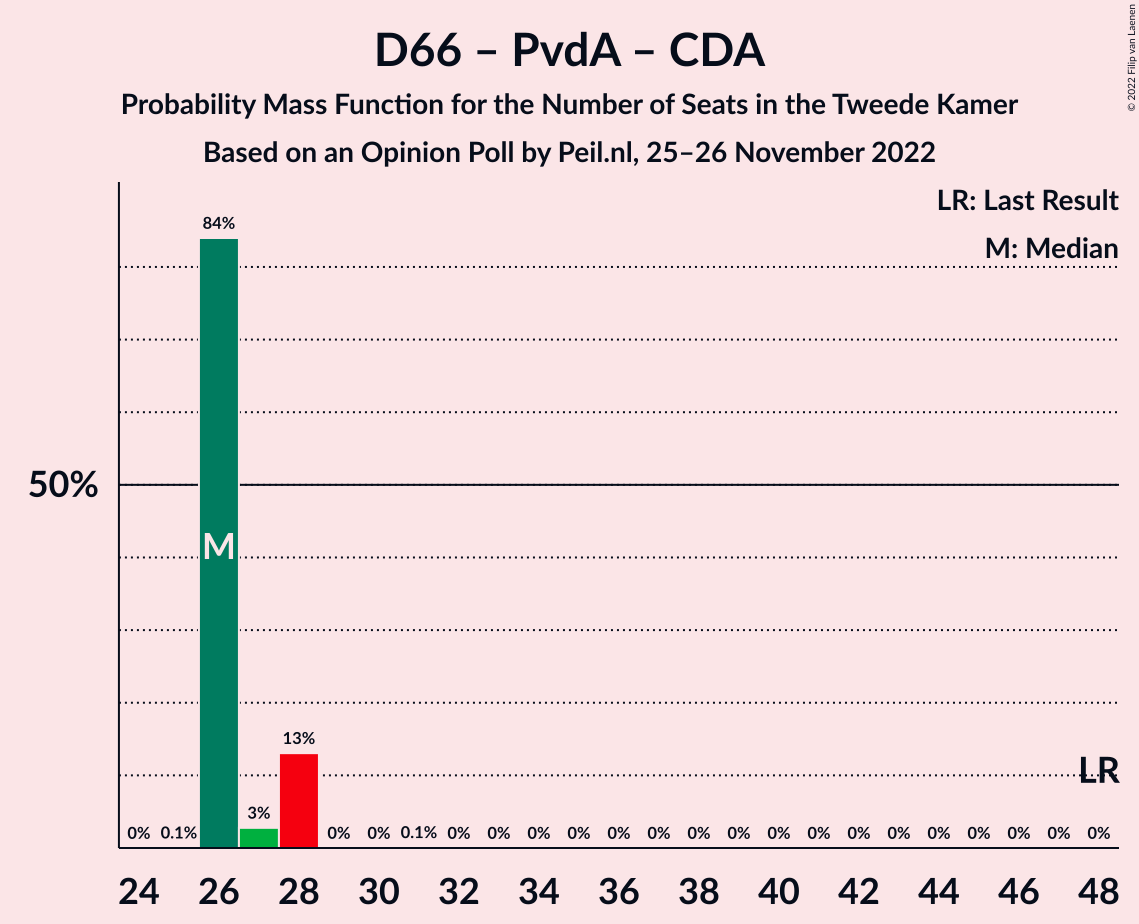 D66 – PvdA – CDA
Probability Mass Function for the Number of Seats in the Tweede Kamer
Based on an Opinion Poll by Peil.nl, 25–26 November 2022
© 2022 Filip van Laenen
LR: Last Result
M: Median
84%
50%
M
13%
LR
3%
0% 0.1% 0% 0% 0.1% 0% 0% 0% 0% 0% 0% 0% 0% 0% 0% 0% 0% 0% 0% 0% 0% 0%
24 26 28 30 32 34 36 38 40 42 44 46 48